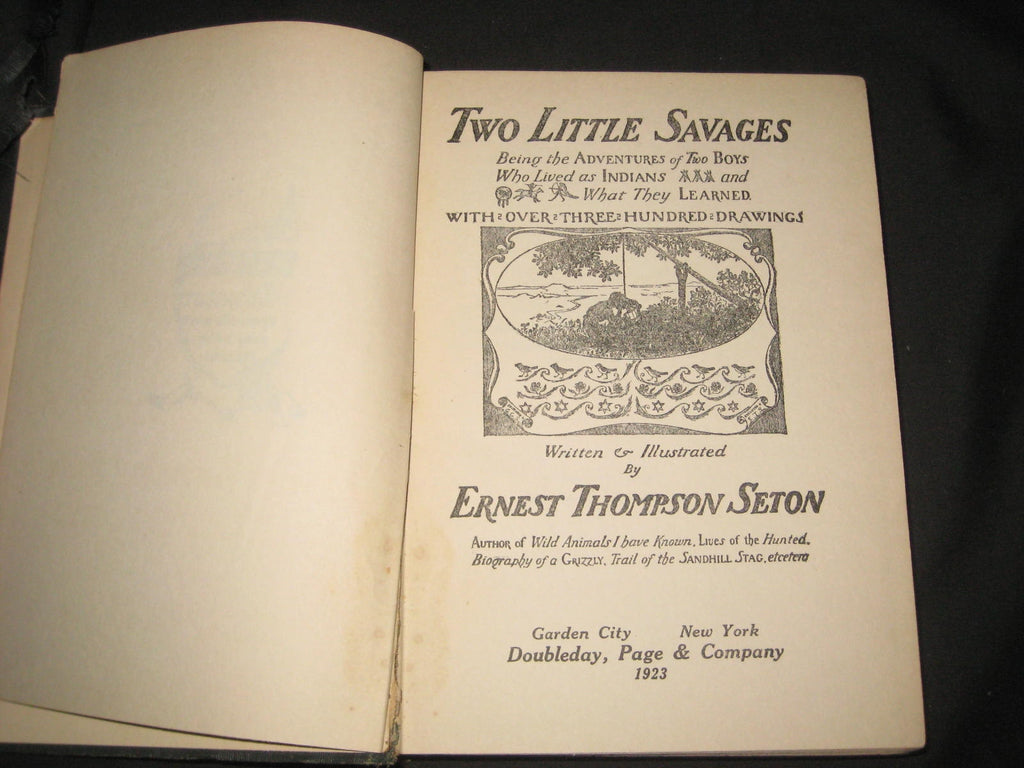 TWO LITTLE SAVAGES
Being the ADVENTURES of Two BOYS
Who Lived as INDIANS and
What They LEARNED.
WITH OVER THREE HUNDRED DRAWINGS
Written & Illustrated
By
ERNEST THOMPSON SETON
AUTHOR of Wild Animals I have Known, Lives of the Hunted,
Biography of a GRIZZLY, Trail of the SANDHILL STAG, etcetera
Garden City New York
Doubleday, Page & Company
1923